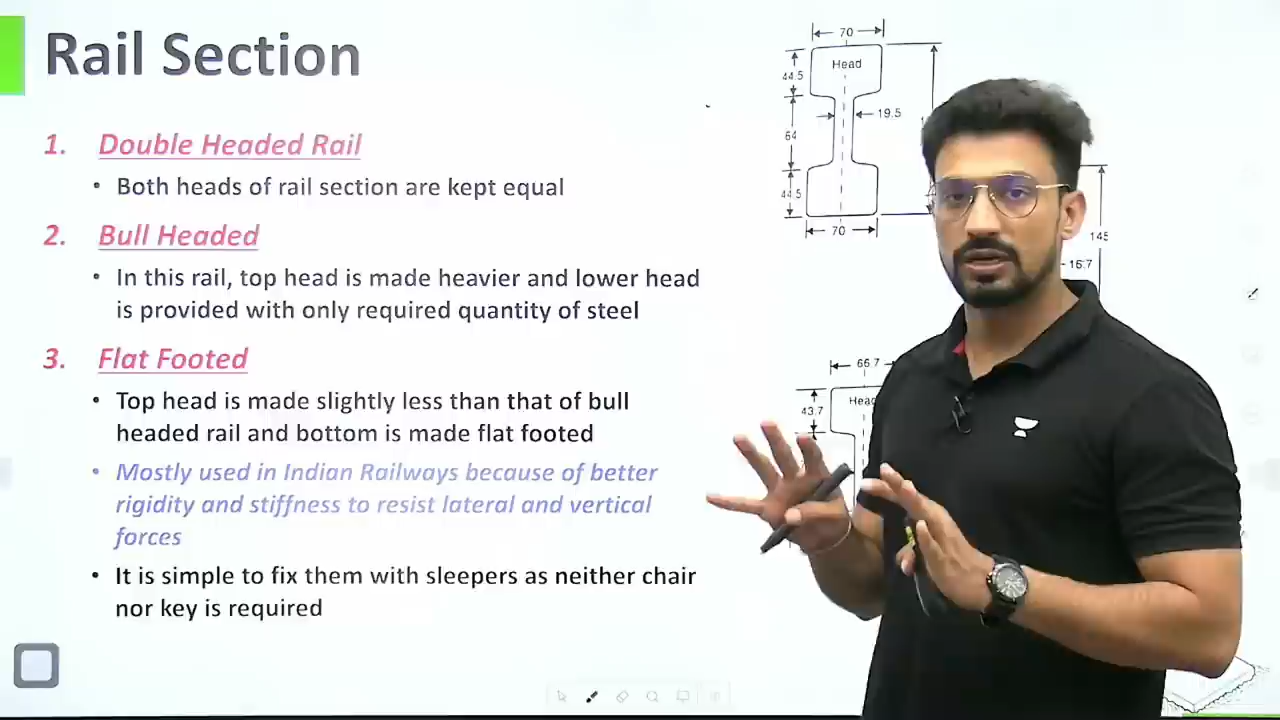 Rail Section
1. Double Headed Rail
• Both heads of rail section are kept equal
2. Bull Headed
• In this rail, top head is made heavier and lower head
is provided with only required quantity of steel
3. Flat Footed
• Top head is made slightly less than that of bull
headed rail and bottom is made flat footed
• Mostly used in Indian Railways because of better
rigidity and stiffness to resist lateral and vertical
forces
• It is simple to fix them with sleepers as neither chair
nor key is required
70
Head
44.5
19.5
64
44.5
70
145
16.7
66.7
43.7